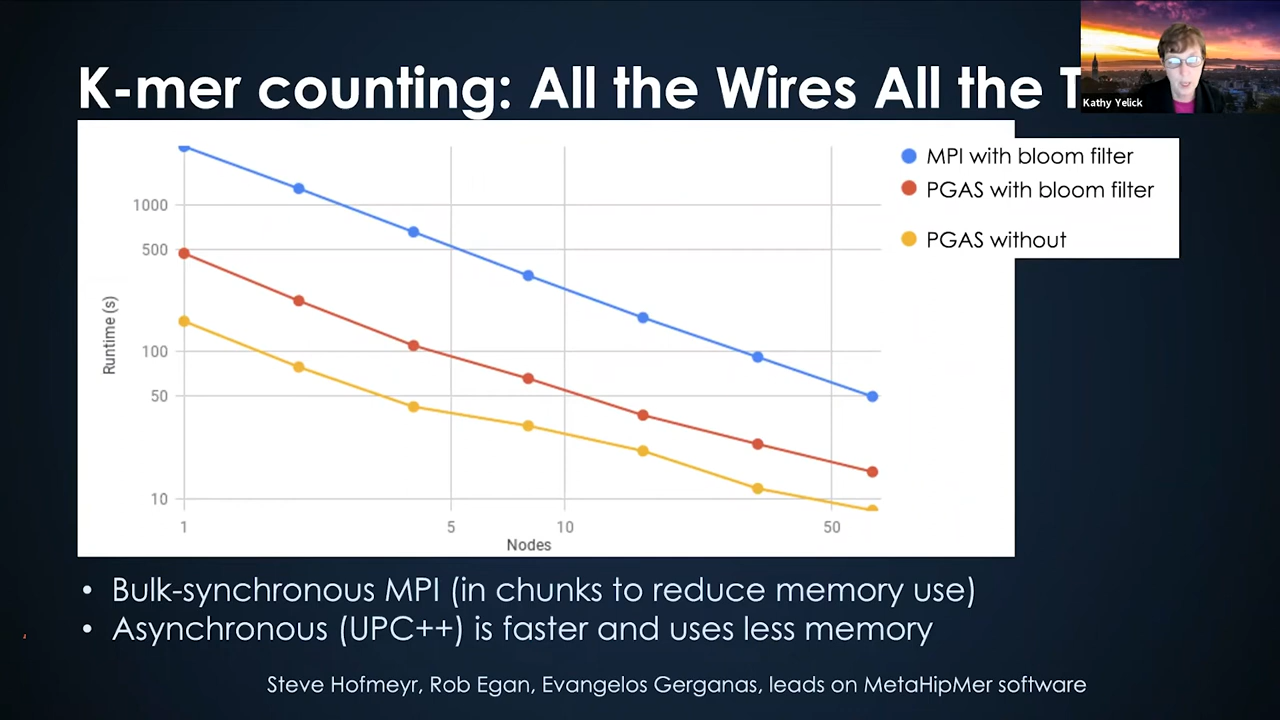 K-mer counting: All the Wires All the T
Kathy Yelick
MPI with bloom filter
PGAS with bloom filter
PGAS without
1000
500
100
50
10
Runtime (s)
1
5
10
50
Nodes
• Bulk-synchronous MPI (in chunks to reduce memory use)
• Asynchronous (UPC++) is faster and uses less memory
Steve Hofmeyr, Rob Egan, Evangelos Gerganas, leads on MetaHipMer software